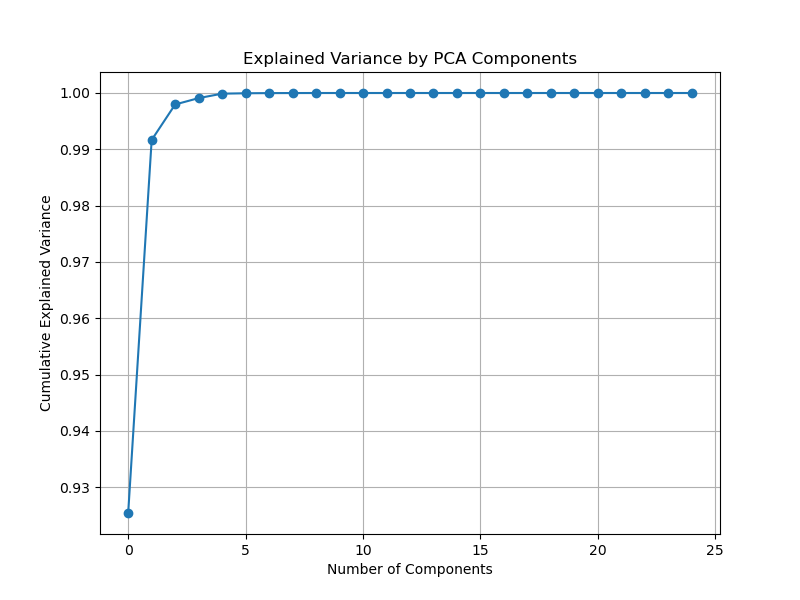 Explained Variance by PCA Components
1.00
0.99
0.98
0.97
0.96
0.95
0.94
0.93
Cumulative Explained Variance
0 5 10 15 20 25
Number of Components